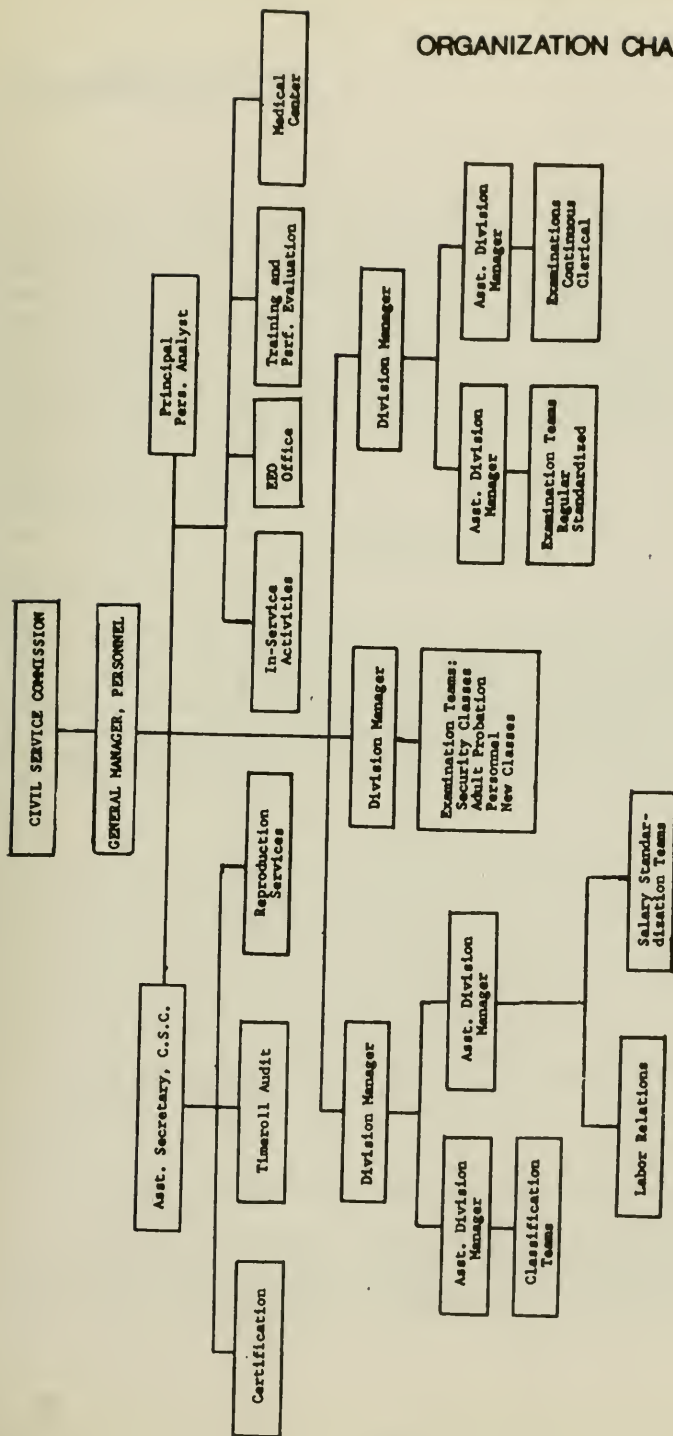 ORGANIZATION CHA
CIVIL SERVICE COMMISSION
GENERAL MANAGER, PERSONNEL
Asst. Secretary, C.S.C.
Principal
Pers. Analyst
Certification
Timeroll Audit
Reproduction
Services
In-Service
Activities
EEO
Office
Training and
Perf. Evaluation
Medical
Center
Division Manager
Asst. Division
Manager
Classification
Teams
Asst. Division
Manager
Labor Relations
Salary Standar-
disation Teams
Division Manager
Examination Teams:
Security Classes
Adult Probation
Personnel
New Classes
Division Manager
Asst. Division
Manager
Examination Teams
Regular
Standardized
Asst. Division
Manager
Examinations
Continuous
Clerical